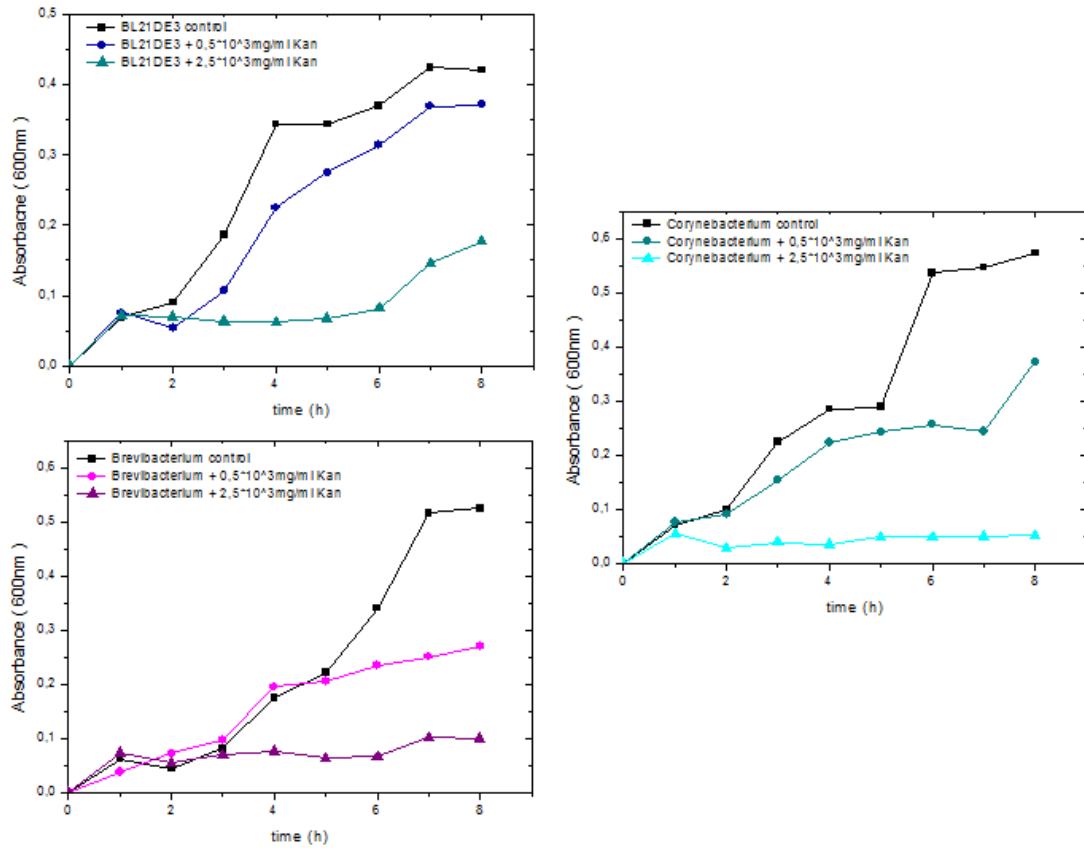 0,5
BL21DE3 control
BL21DE3 + 0,5*10^3mg/ml Kan
BL21DE3 + 2,5*10^3mg/ml Kan
0,4
0,3
0,2
0,1
0,0
Absorbacne ( 600nm )
0 2 4 6 8
time (h)
0,6
Brevibacterium control
Brevibacterium + 0,5*10^3mg/ml Kan
Brevibacterium + 2,5*10^3mg/ml Kan
0,5
0,4
0,3
0,2
0,1
0,0
Absorbance ( 600nm )
0 2 4 6 8
time (h)
Corynebacterium control
0,6
Corynebacterium + 0,5*10^3mg/ml Kan
Corynebacterium + 2,5*10^3mg/ml Kan
0,5
0,4
0,3
0,2
0,1
0,0
Absorbance ( 600nm )
0 2 4 6 8
time (h)